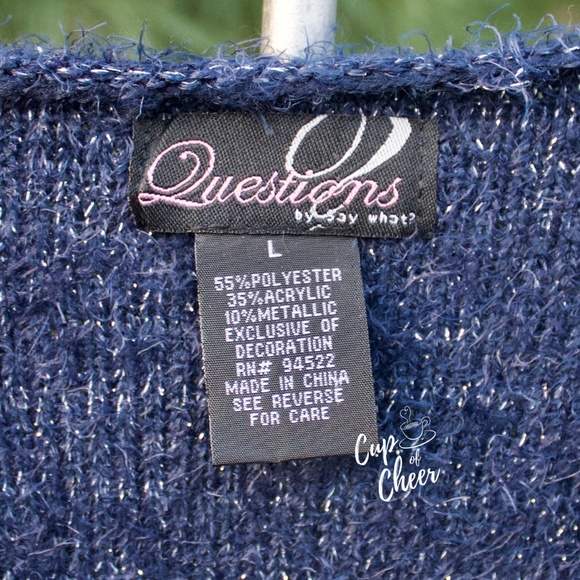 Questions
by say what?
L
55%POLYESTER
35%ACRYLIC
10%METALLIC
EXCLUSIVE OF
DECORATION
RN# 94522
MADE IN CHINA
SEE REVERSE
FOR CARE
Cup
of
Cheer